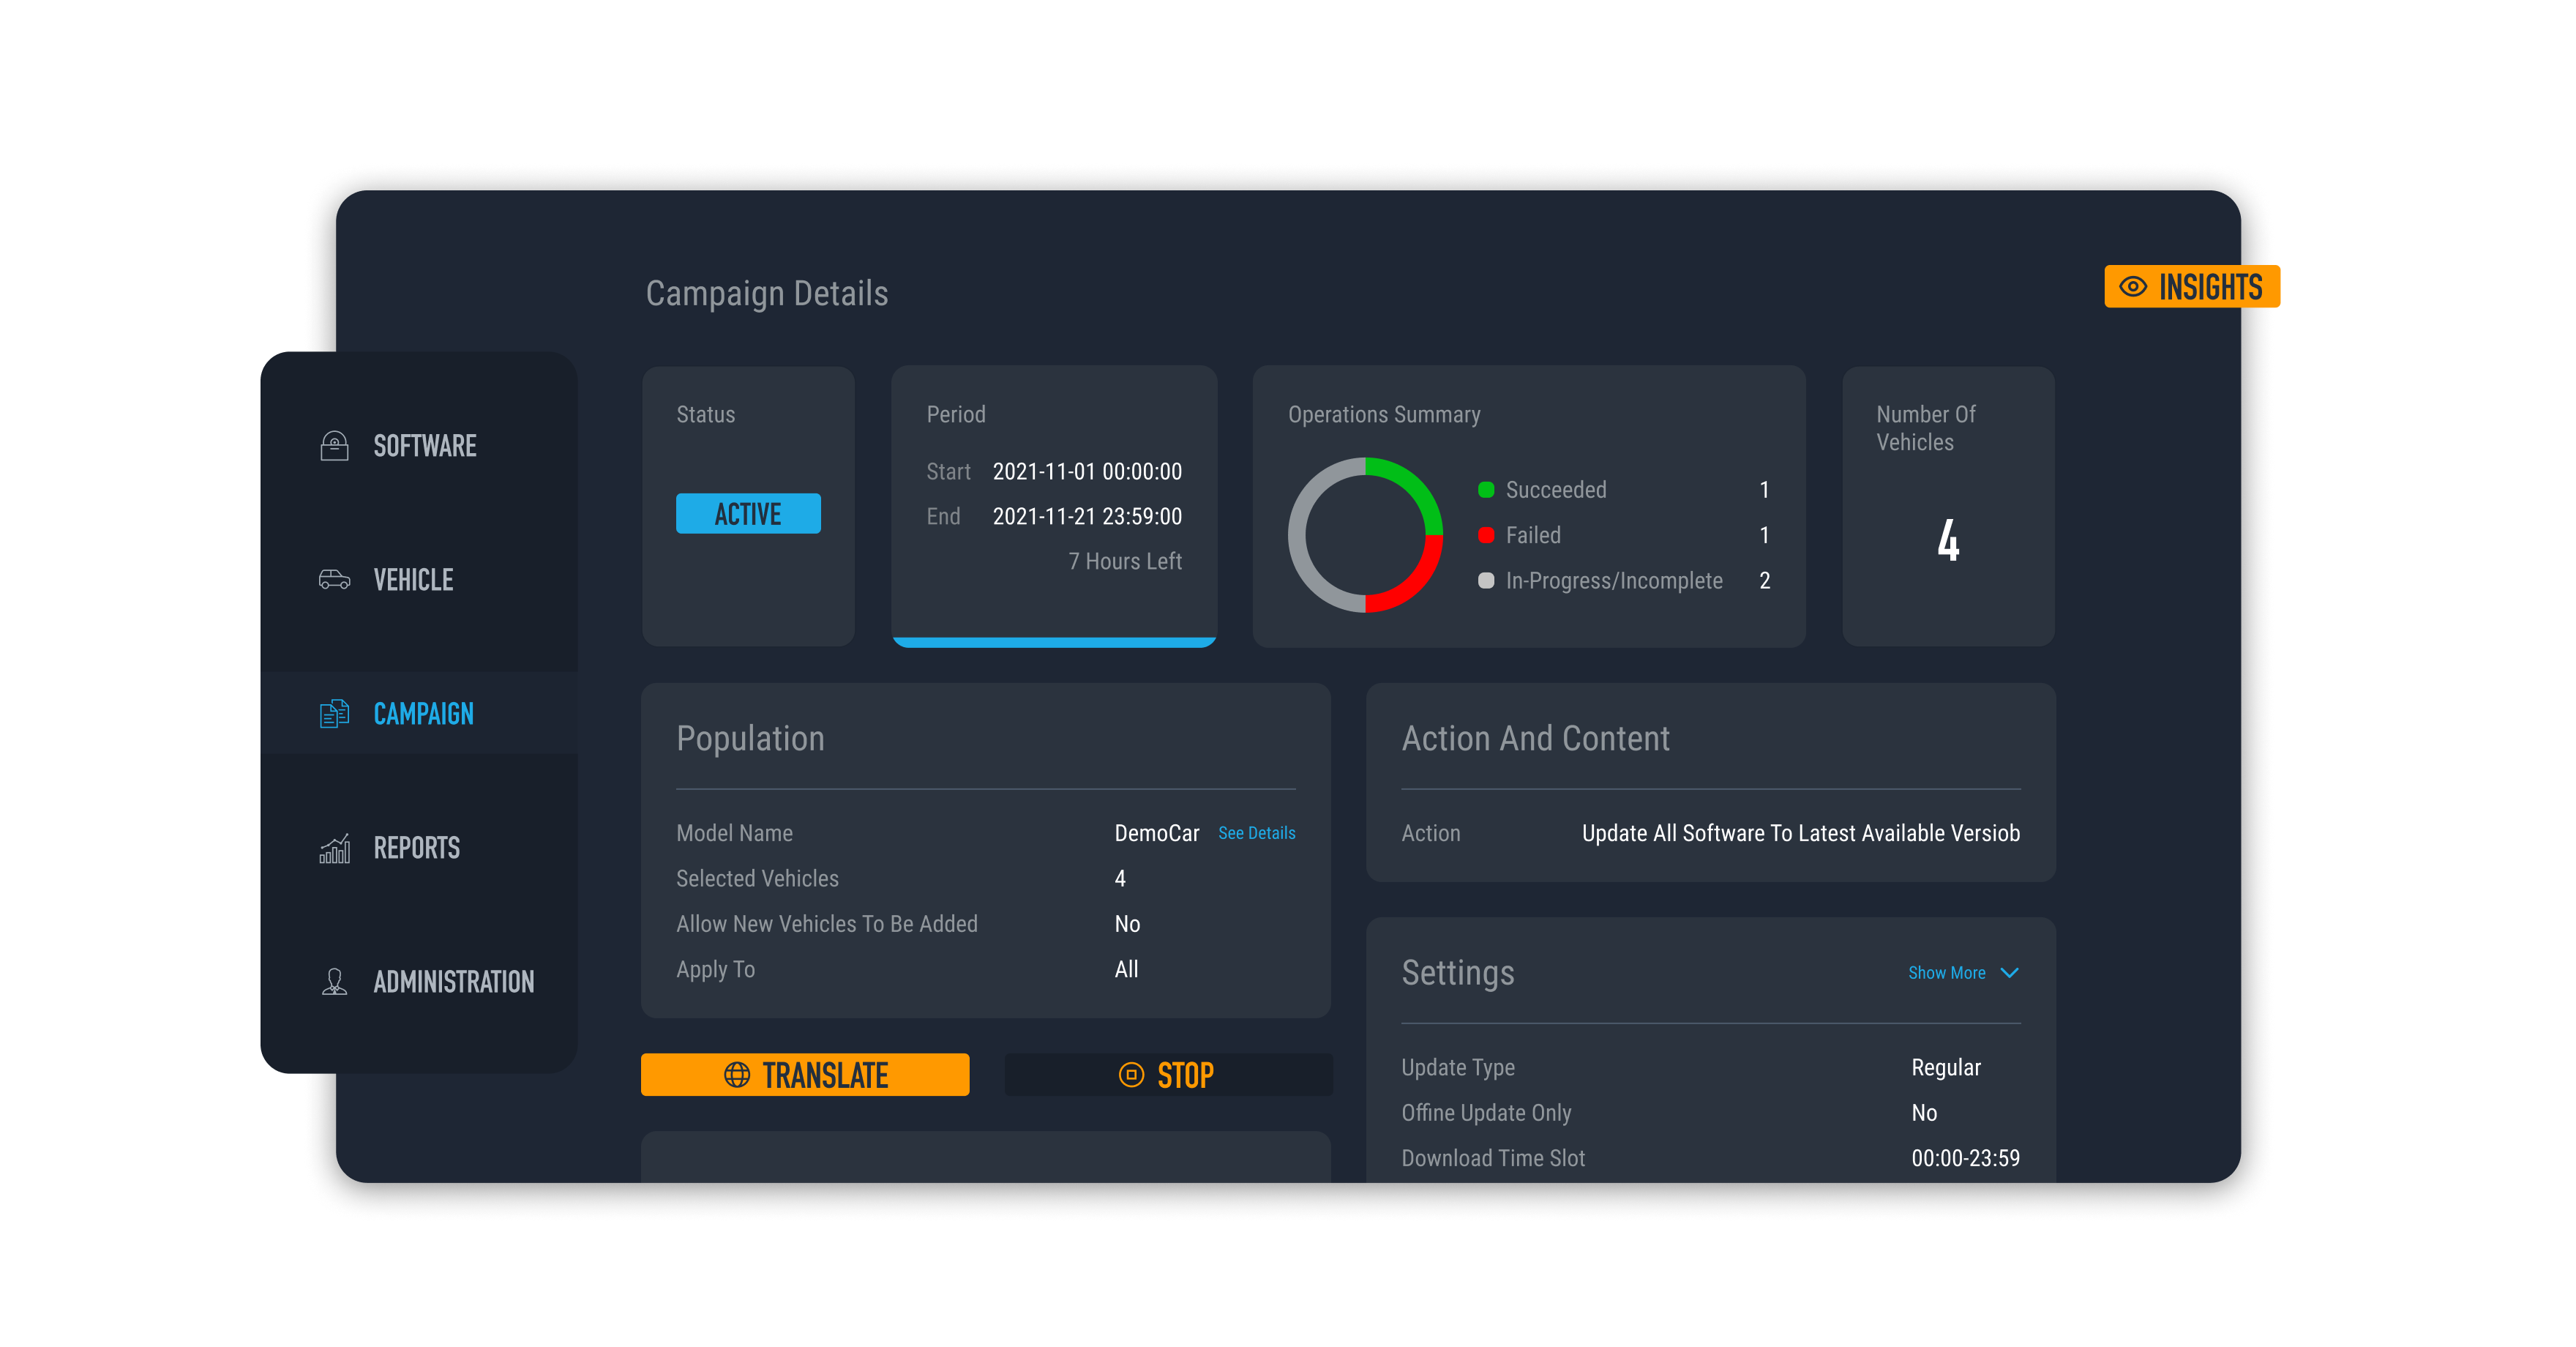 Campaign Details
INSIGHTS
SOFTWARE
VEHICLE
CAMPAIGN
REPORTS
ADMINISTRATION
Status
ACTIVE
Period
Start 2021-11-01 00:00:00
End 2021-11-21 23:59:00
7 Hours Left
Operations Summary
Succeeded 1
Failed 1
In-Progress/Incomplete 2
Number Of
Vehicles
4
Population
Model Name DemoCar See Details
Selected Vehicles 4
Allow New Vehicles To Be Added No
Apply To All
TRANSLATE
STOP
Action And Content
Action Update All Software To Latest Available Versiob
Settings Show More
Update Type Regular
Offine Update Only No
Download Time Slot 00:00-23:59